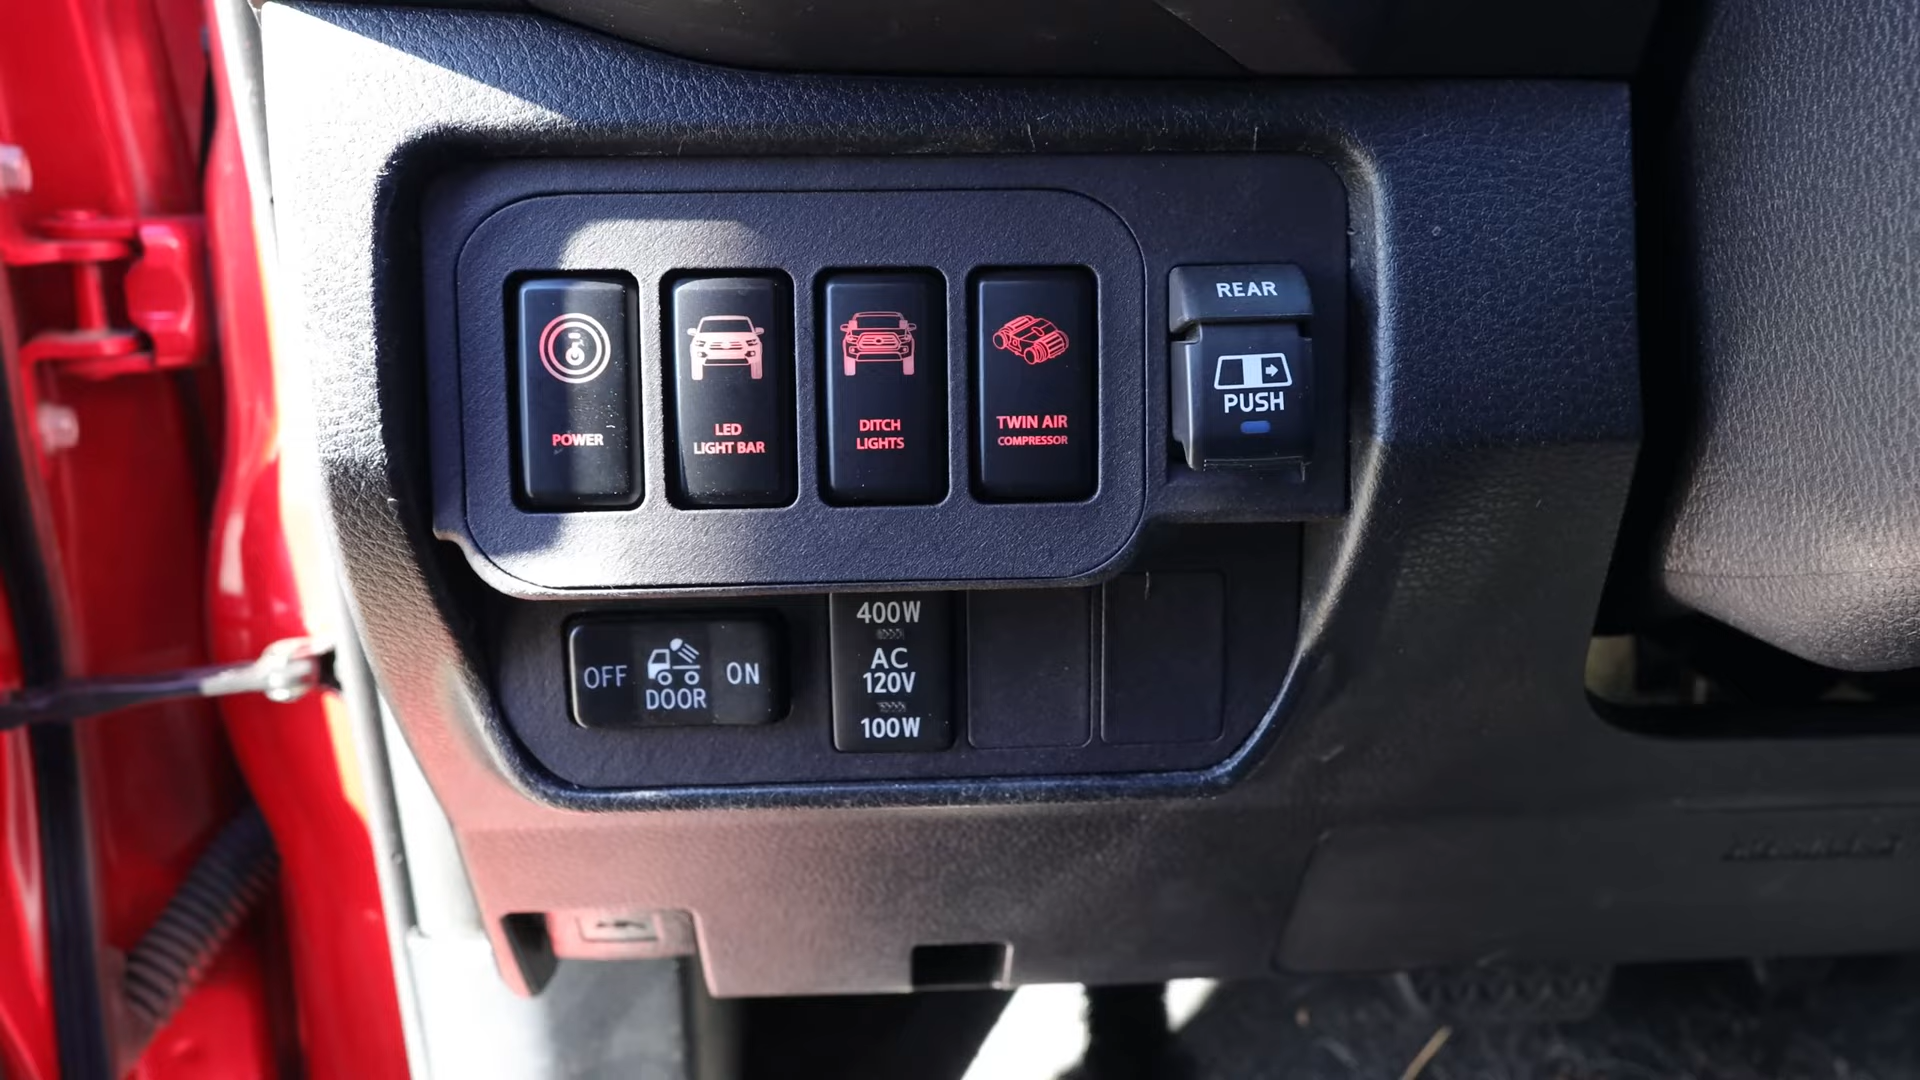 POWER
LED
LIGHT BAR
DITCH
LIGHTS
TWIN AIR
COMPRESSOR
REAR
PUSH
OFF
DOOR
ON
400W
AC
120V
100W